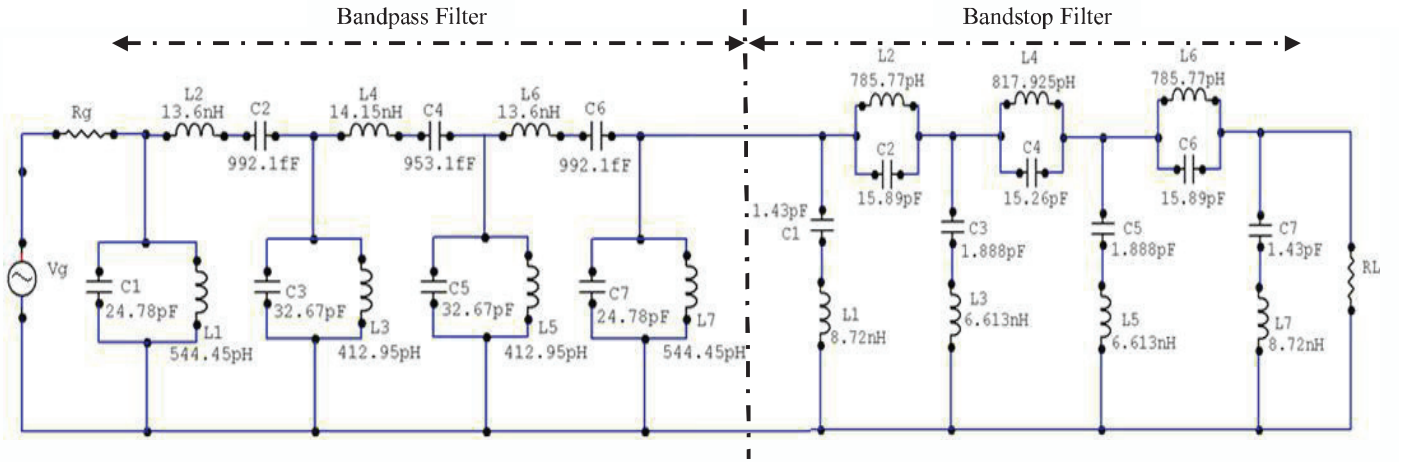 Bandpass Filter
Bandstop Filter
Rg
L2
13.6nH
C2
992.1fF
L4
14.15nH
C4
953.1fF
L6
13.6nH
C6
992.1fF
Vg
C1
24.78pF
L1
544.45pH
C3
32.67pF
L3
412.95pH
C5
32.67pF
L5
412.95pH
C7
24.78pF
L7
544.45pH
L2
785.77pH
C2
15.89pF
L4
817.925pH
C4
15.26pF
L6
785.77pH
C6
15.89pF
1.43pF
C1
L1
8.72nH
C3
1.888pF
L3
6.613nH
C5
1.888pF
L5
6.613nH
C7
1.43pF
L7
8.72nH
RL